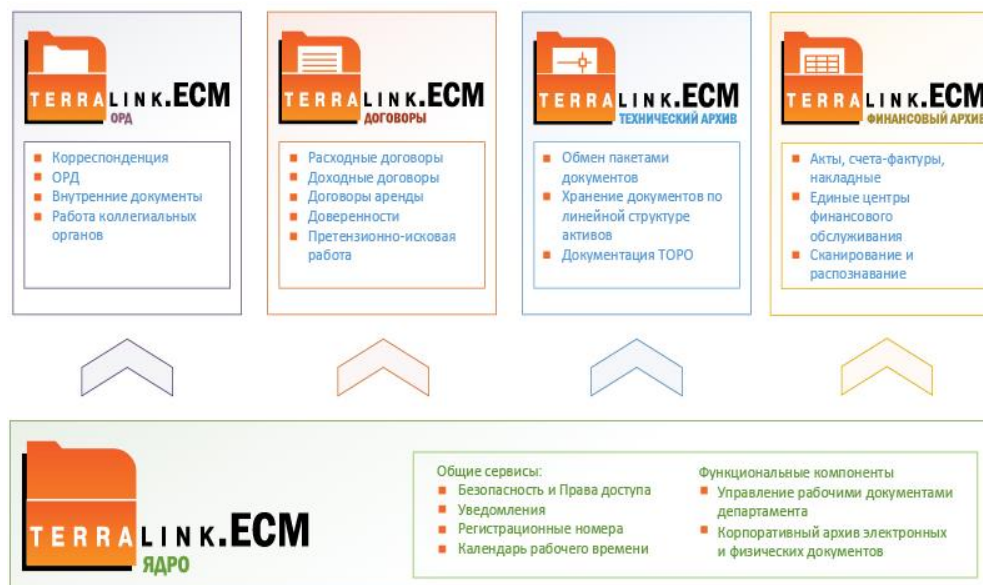 TERRALINK.ECM
ОРД
Корреспонденция
ОРД
Внутренние документы
Работа коллегиальных
органов
TERRALINK.ECM
ДОГОВОРЫ
Расходные договоры
Доходные договоры
Договоры аренды
Доверенности
Претензионно-исковая
работа
TERRALINK.ECM
ТЕХНИЧЕСКИЙ АРХИВ
Обмен пакетами
документов
Хранение документов по
линейной структуре
активов
Документация ТОРО
TERRALINK.ECM
ФИНАНСОВЫЙ АРХИВ
Акты, счета-фактуры,
накладные
Единые центры
финансового
обслуживания
Сканирование и
распознавание
TERRALINK.ECM
ЯДРО
Общие сервисы:
Безопасность и Права доступа
Уведомления
Регистрационные номера
Календарь рабочего времени
Функциональные компоненты
Управление рабочими документами
департамента
Корпоративный архив электронных
и физических документов